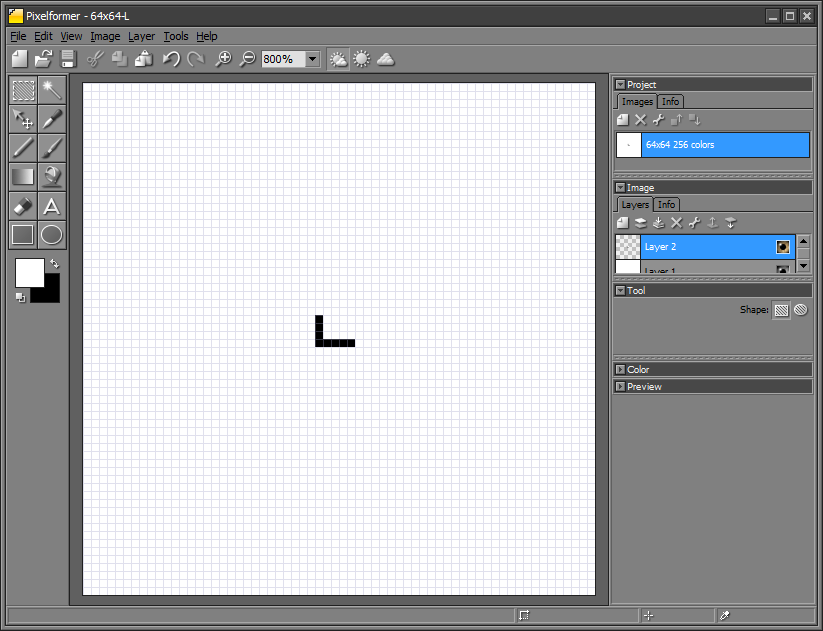 Pixelformer - 64x64-L
File Edit View Image Layer Tools Help
800%
Project
Images Info
64x64 256 colors
Image
Layers Info
Layer 2
Layer 1
Tool
Shape:
Color
Preview